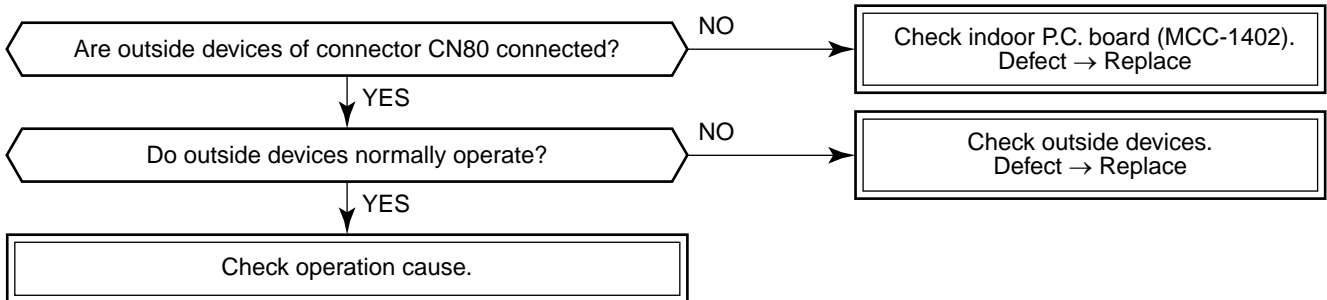 Are outside devices of connector CN80 connected?
NO
Check indoor P.C. board (MCC-1402).
Defect → Replace
YES
Do outside devices normally operate?
NO
Check outside devices.
Defect → Replace
YES
Check operation cause.